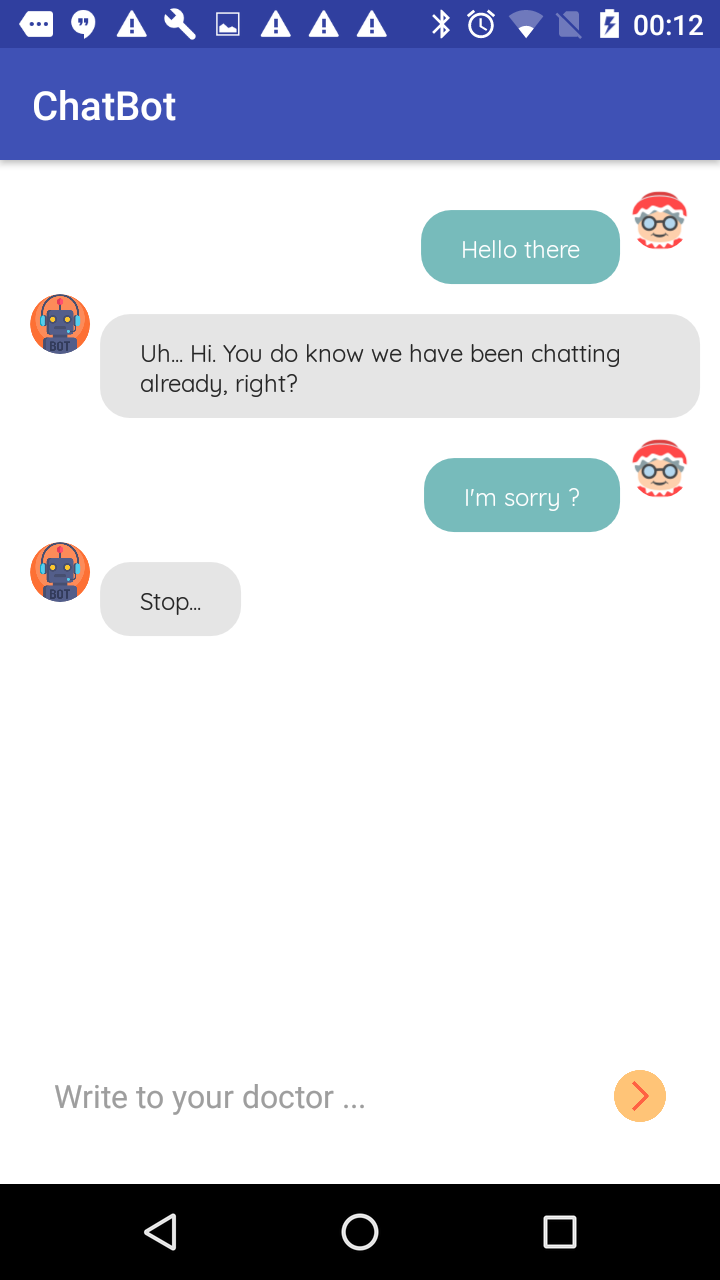 00:12
ChatBot
Hello there
Uh... Hi. You do know we have been chatting
already, right?
I'm sorry ?
BOT
Stop...
BOT
Write to your doctor ...